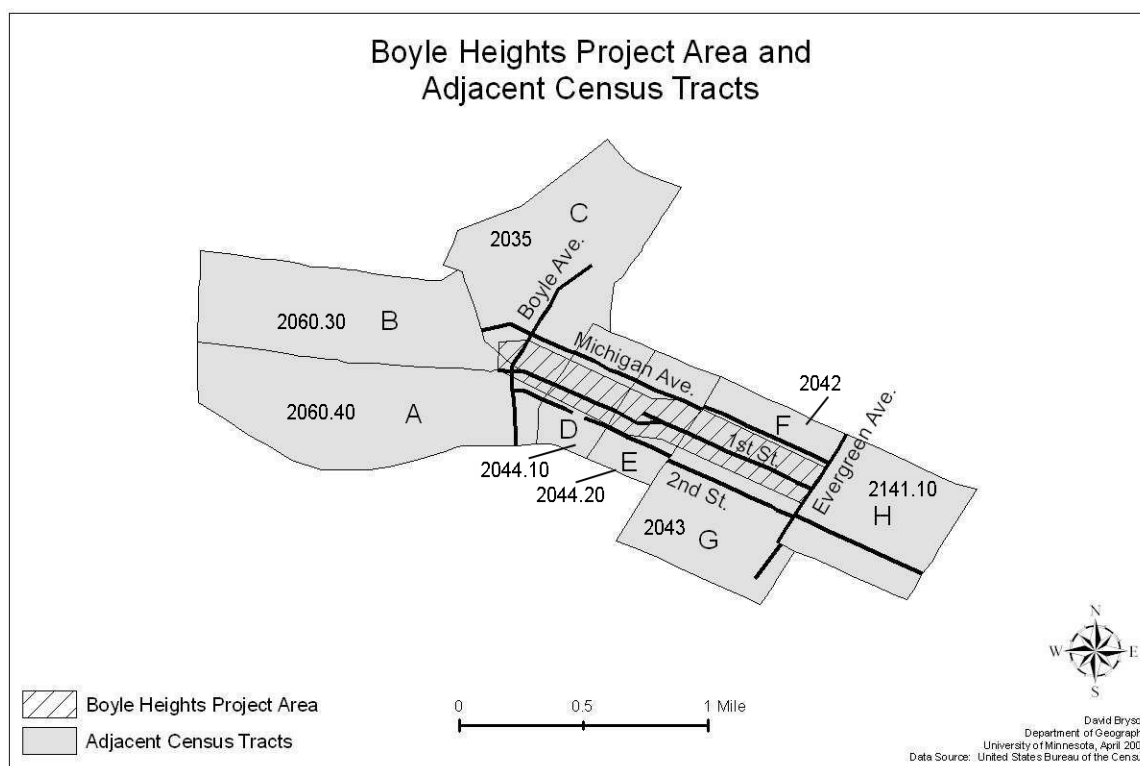 Boyle Heights Project Area and
Adjacent Census Tracts
C
2035
Boyle Ave.
2060.30 B
Michigan Ave.
2042
2060.40 A
F
D
1st St.
Evergreen Ave.
2044.10
E
2044.20
2nd St.
2141.10
H
2043 G
N
W E
S
Boyle Heights Project Area
Adjacent Census Tracts
0 0.5 1 Mile
David Bryso
Department of Geograph
University of Minnesota, April 200
Data Source: United States Bureau of the Censu